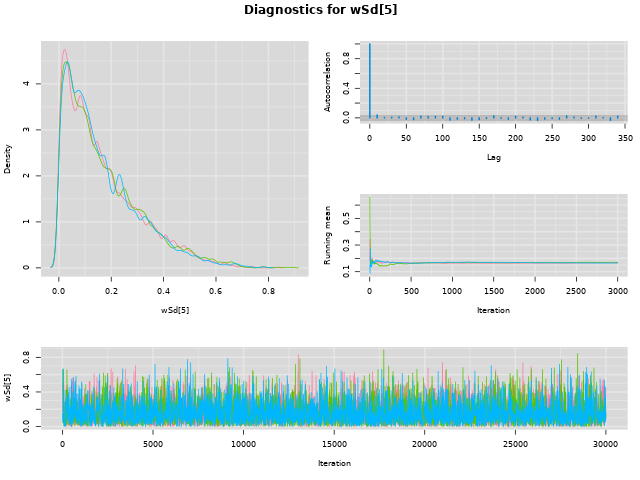 Diagnostics for wSd[5]
Density
0 1 2 3 4
0.0 0.2 0.4 0.6 0.8
wSd[5]
Autocorrelation
0.0 0.4 0.8
0 50 100 150 200 250 300 350
Lag
Running mean
0.1 0.3 0.5
0 500 1000 1500 2000 2500 3000
Iteration
wSd[5]
0.0 0.4 0.8
0 5000 10000 15000 20000 25000 30000
Iteration